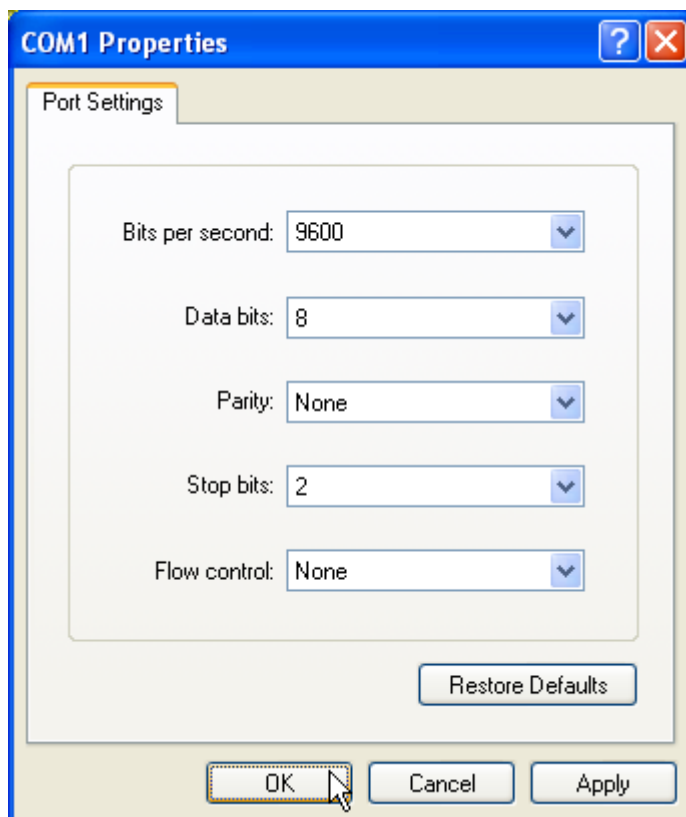 COM1 Properties
Port Settings
Bits per second: 9600
Data bits: 8
Parity: None
Stop bits: 2
Flow control: None
Restore Defaults
OK Cancel Apply